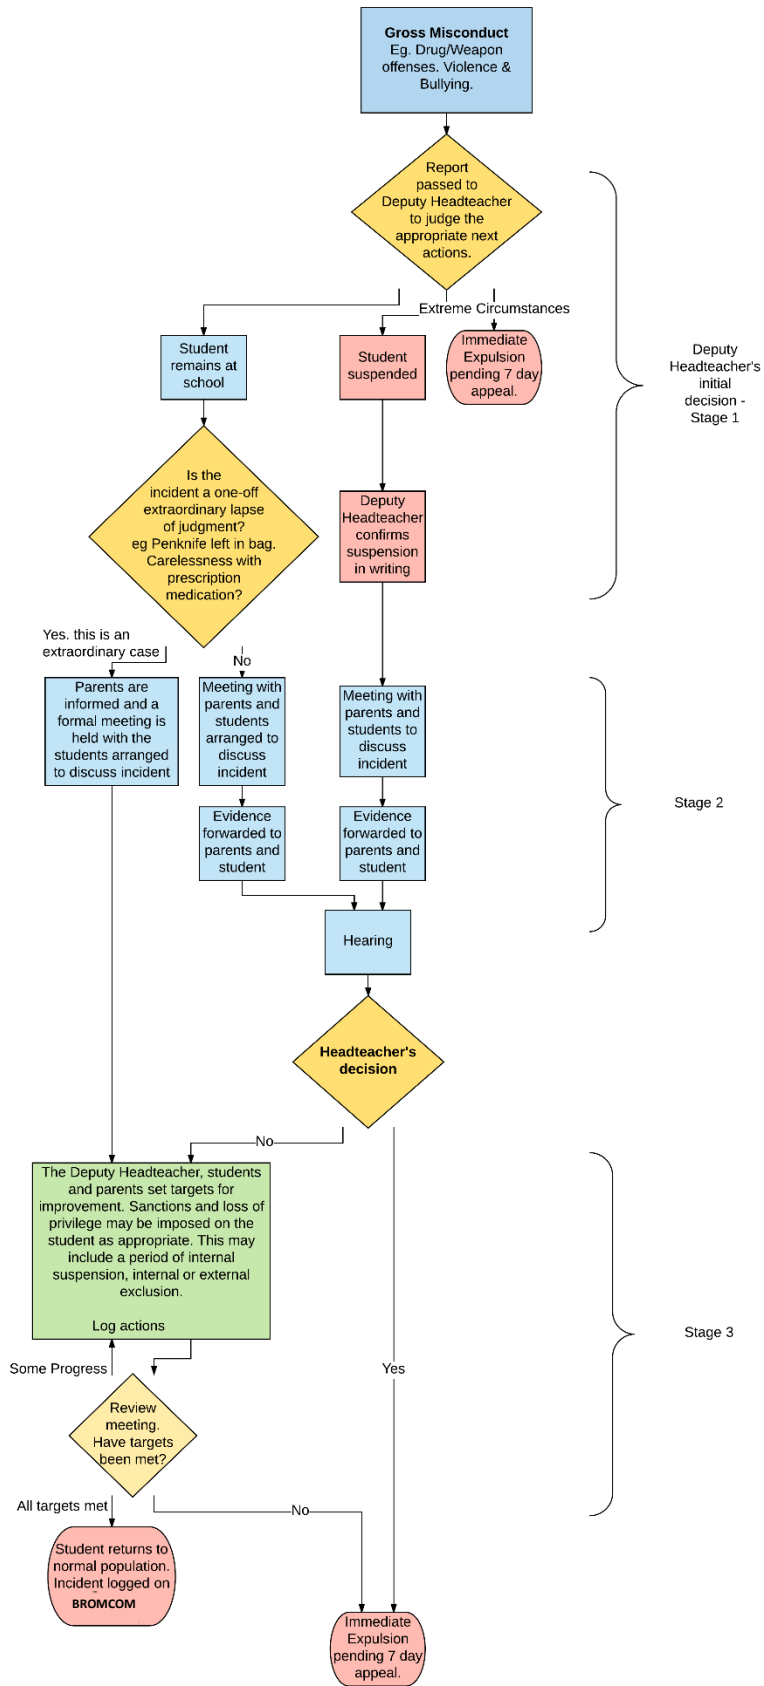 Gross Misconduct
Eg. Drug/Weapon
offenses. Violence &
Bullying.
Report
passed to
Deputy Headteacher
to judge the
appropriate next
actions.
Extreme Circumstances
Student
remains at
school
Student
suspended
Immediate
Expulsion
pending 7 day
appeal.
Deputy
Headteacher's
initial
decision -
Stage 1
Is the
incident a one-off
extraordinary lapse
of judgment?
eg Penknife left in bag.
Carelessness with
prescription
medication?
Deputy
Headteacher
confirms
suspension
in writing
Yes. this is an
extraordinary case
No
Parents are
informed and a
formal meeting is
held with the
students arranged
to discuss incident
Meeting with
parents and
students
arranged to
discuss
incident
Meeting with
parents and
students to
discuss
incident
Stage 2
Evidence
forwarded to
parents and
student
Evidence
forwarded to
parents and
student
Hearing
Headteacher's
decision
No
The Deputy Headteacher, students
and parents set targets for
improvement. Sanctions and loss of
privilege may be imposed on the
student as appropriate. This may
include a period of internal
suspension, internal or external
exclusion.
Log actions
Stage 3
Some Progress
Yes
Review
meeting.
Have targets
been met?
All targets met
No
Student returns to
normal population.
Incident logged on
BROMCOM
Immediate
Expulsion
pending 7 day
appeal.